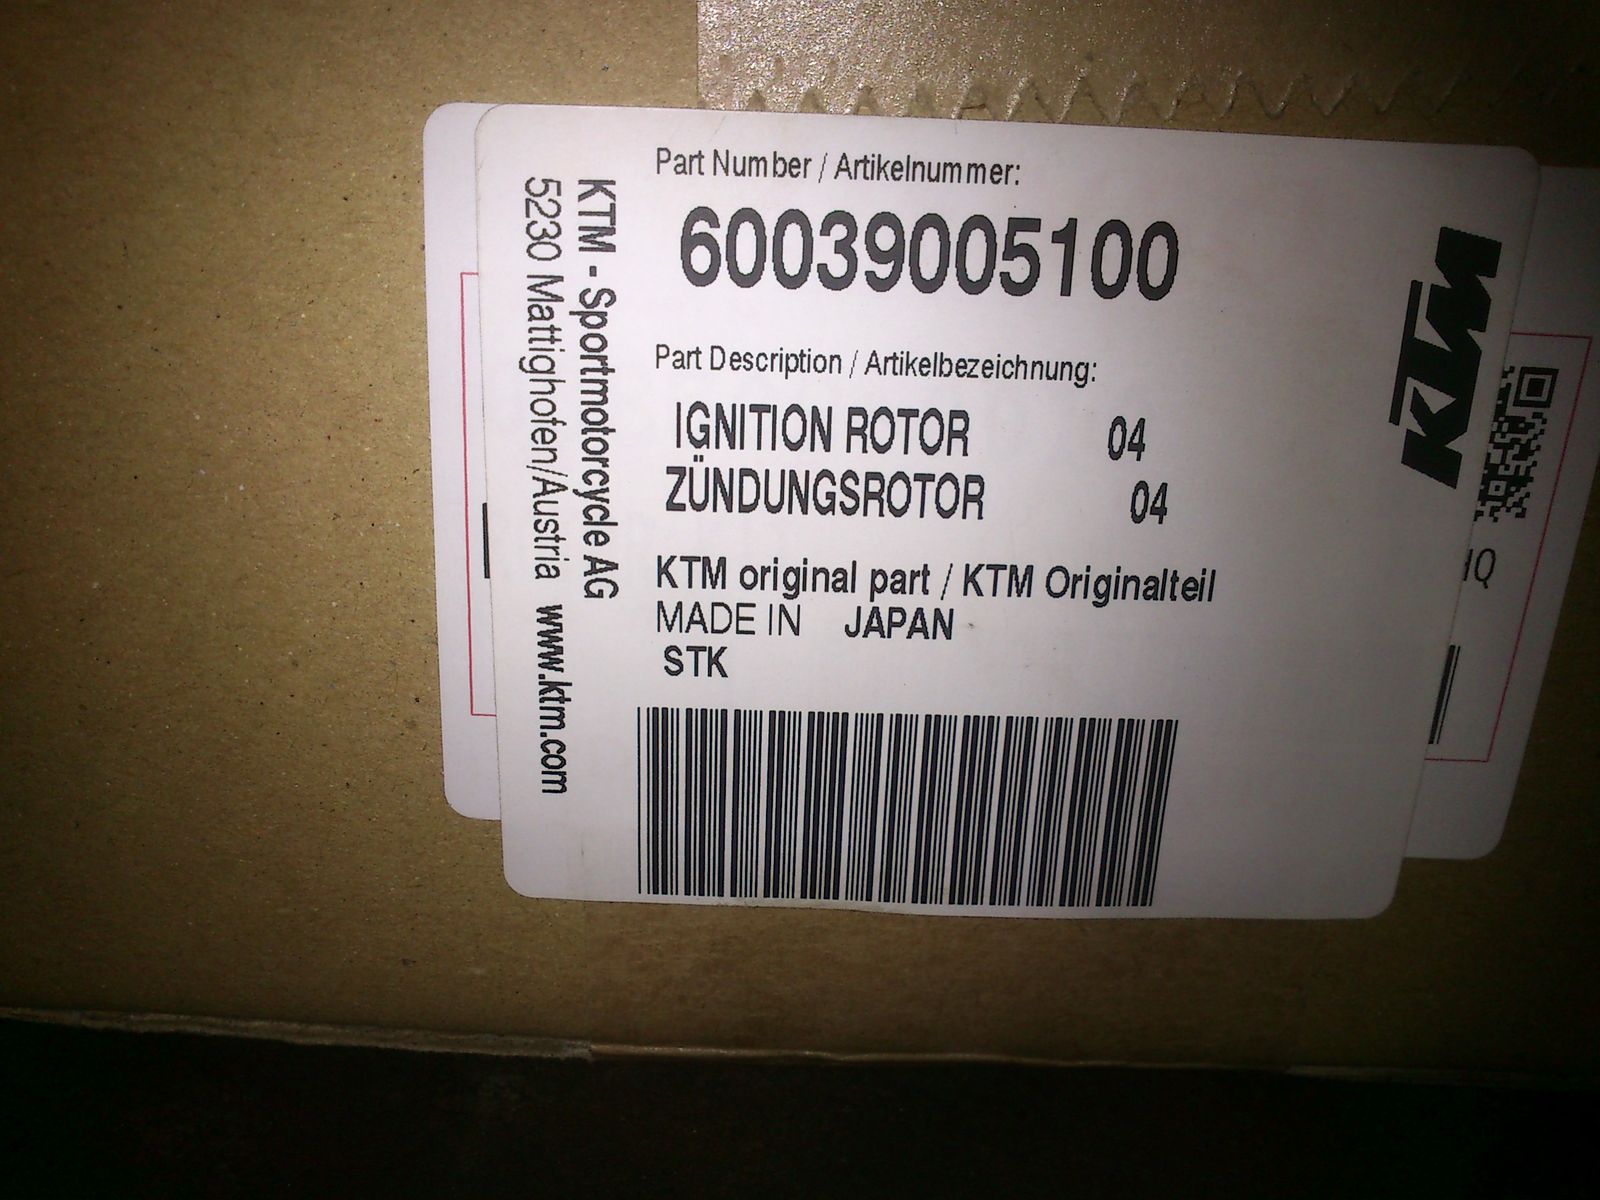 Part Number / Artikelnummer:
60039005100
Part Description / Artikelbezeichnung:
IGNITION ROTOR 04
ZÜNDUNGSROTOR 04
KTM original part / KTM Originalteil
MADE IN JAPAN
STK
KTM - Sportmotorcycle AG
5230 Mattighofen/Austria www.ktm.com
KTM